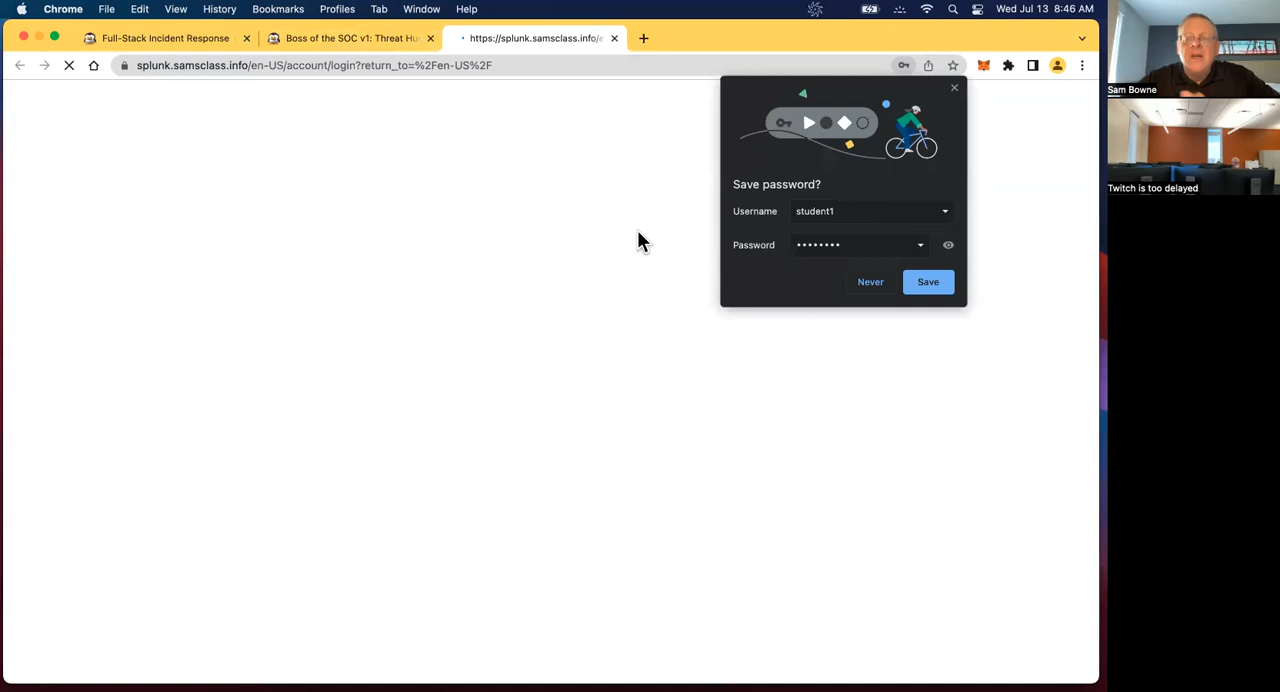 Chrome File Edit View History Bookmarks Profiles Tab Window Help Wed Jul 13 8:46 AM
Full-Stack Incident Response
Boss of the SOC v1: Threat Hu
https://splunk.samsclass.info/e
splunk.samsclass.info/en-US/account/login?return_to=%2Fen-US%2F
Save password?
Username student1
Password ••••••••
Never Save
Sam Bowne
Twitch is too delayed